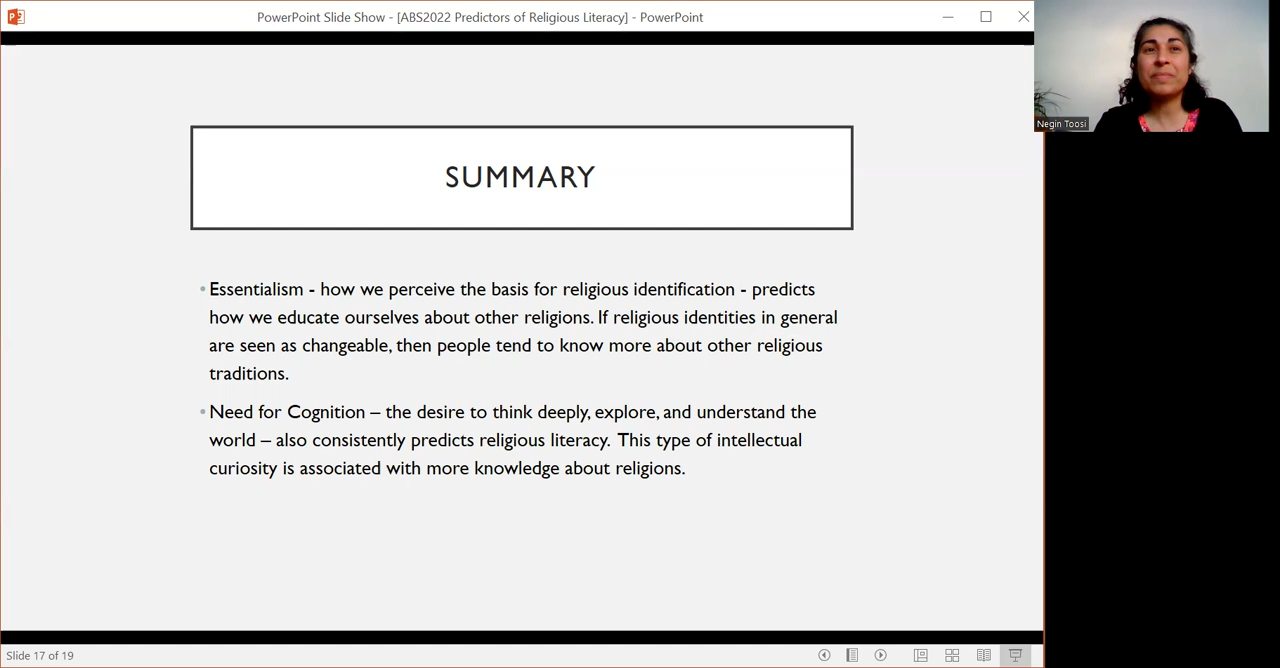 PowerPoint Slide Show - [ABS2022 Predictors of Religious Literacy] - PowerPoint
Negin Toosi
SUMMARY
• Essentialism - how we perceive the basis for religious identification - predicts
how we educate ourselves about other religions. If religious identities in general
are seen as changeable, then people tend to know more about other religious
traditions.
• Need for Cognition – the desire to think deeply, explore, and understand the
world – also consistently predicts religious literacy. This type of intellectual
curiosity is associated with more knowledge about religions.
Slide 17 of 19